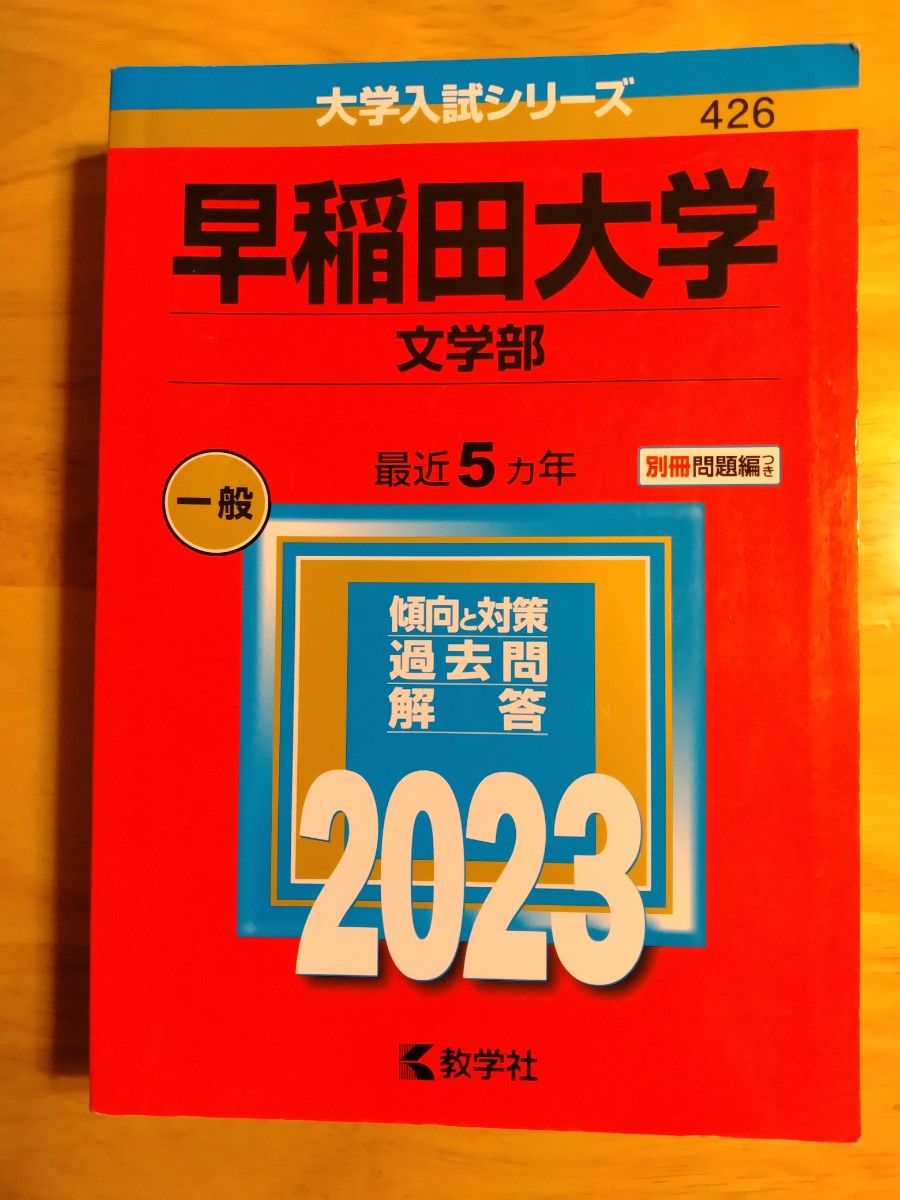 大学入試シリーズ
426
早稲田大学
文学部
最近5ヵ年
別冊問題編つき
一般
傾向と対策
過去問
解答
2023
教学社